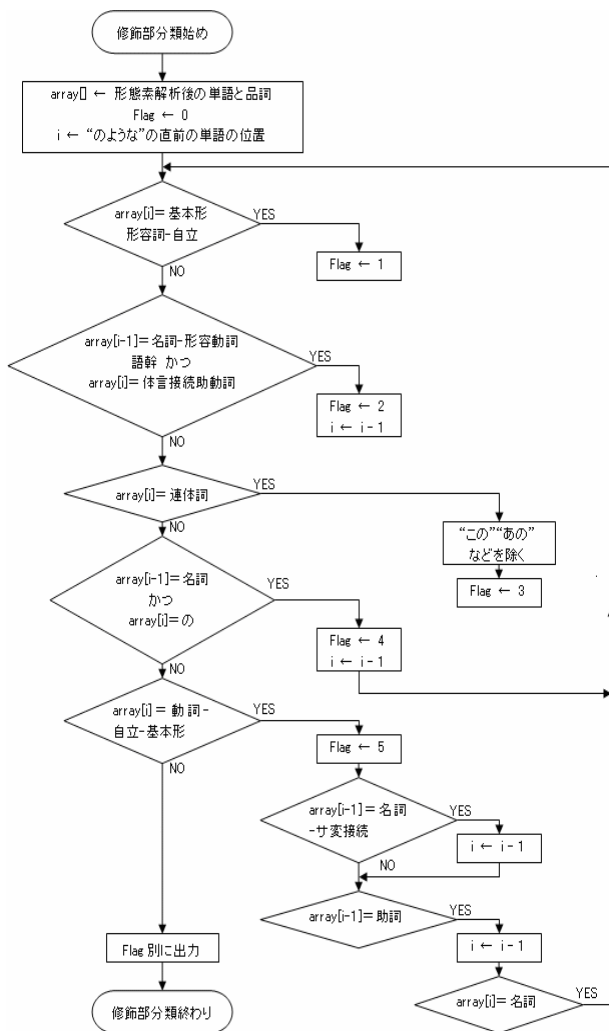 修飾部分類始め
array[] ← 形態素解析後の単語と品詞
Flag ← 0
i ← “のような”の直前の単語の位置
array[i]= 基本形
形容詞-自立
YES
Flag ← 1
NO
array[i-1]= 名詞-形容動詞
語幹 かつ
array[i]= 体言接続助動詞
YES
Flag ← 2
i ← i-1
NO
array[i]= 連体詞
YES
“この”“あの”
などを除く
Flag ← 3
NO
array[i-1]= 名詞
かつ
array[i]= の
YES
Flag ← 4
i ← i-1
NO
array[i]= 動詞-
自立-基本形
YES
Flag ← 5
NO
array[i-1]= 名詞
-サ変接続
YES
i ← i-1
NO
array[i-1]= 助詞
YES
i ← i-1
Flag 別に出力
array[i]= 名詞
YES
修飾部分類終わり